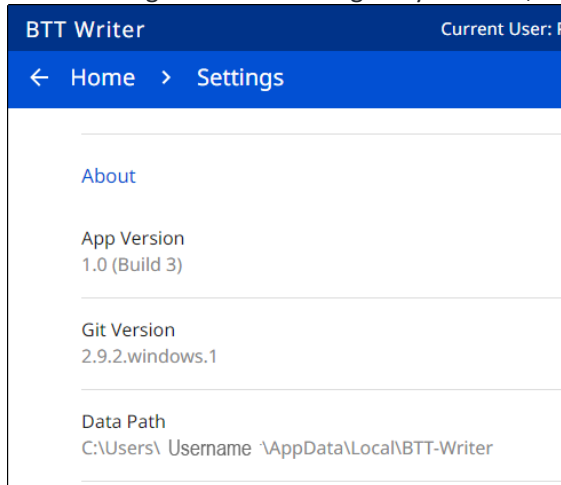 BTT Writer
Current User:
← Home > Settings
About
App Version
1.0 (Build 3)
Git Version
2.9.2.windows.1
Data Path
C:\Users\ Username \AppData\Local\BTT-Writer